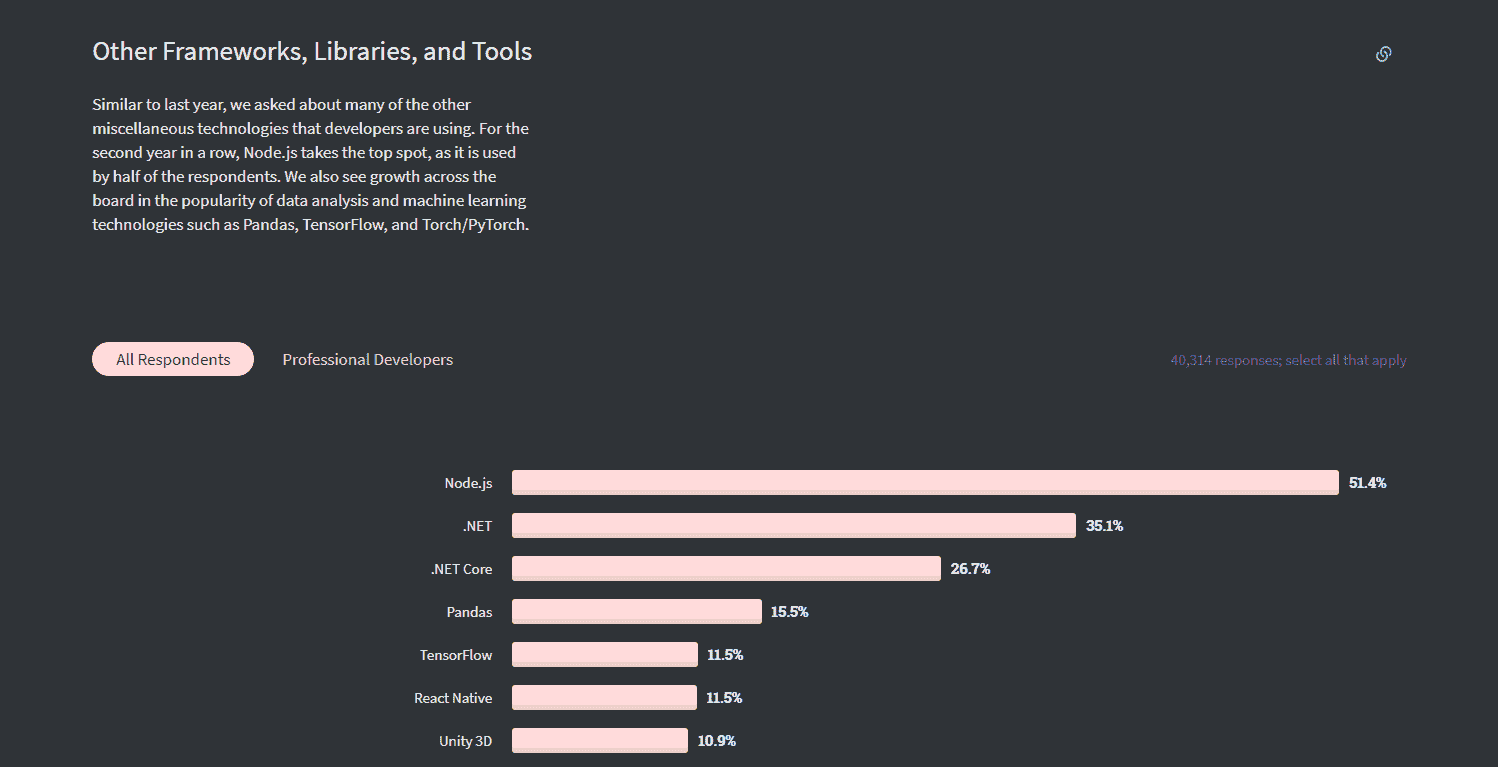 Other Frameworks, Libraries, and Tools
Similar to last year, we asked about many of the other
miscellaneous technologies that developers are using. For the
second year in a row, Node.js takes the top spot, as it is used
by half of the respondents. We also see growth across the
board in the popularity of data analysis and machine learning
technologies such as Pandas, TensorFlow, and Torch/PyTorch.
All Respondents
Professional Developers
40,314 responses; select all that apply
Node.js 51.4%
.NET 35.1%
.NET Core 26.7%
Pandas 15.5%
TensorFlow 11.5%
React Native 11.5%
Unity 3D 10.9%